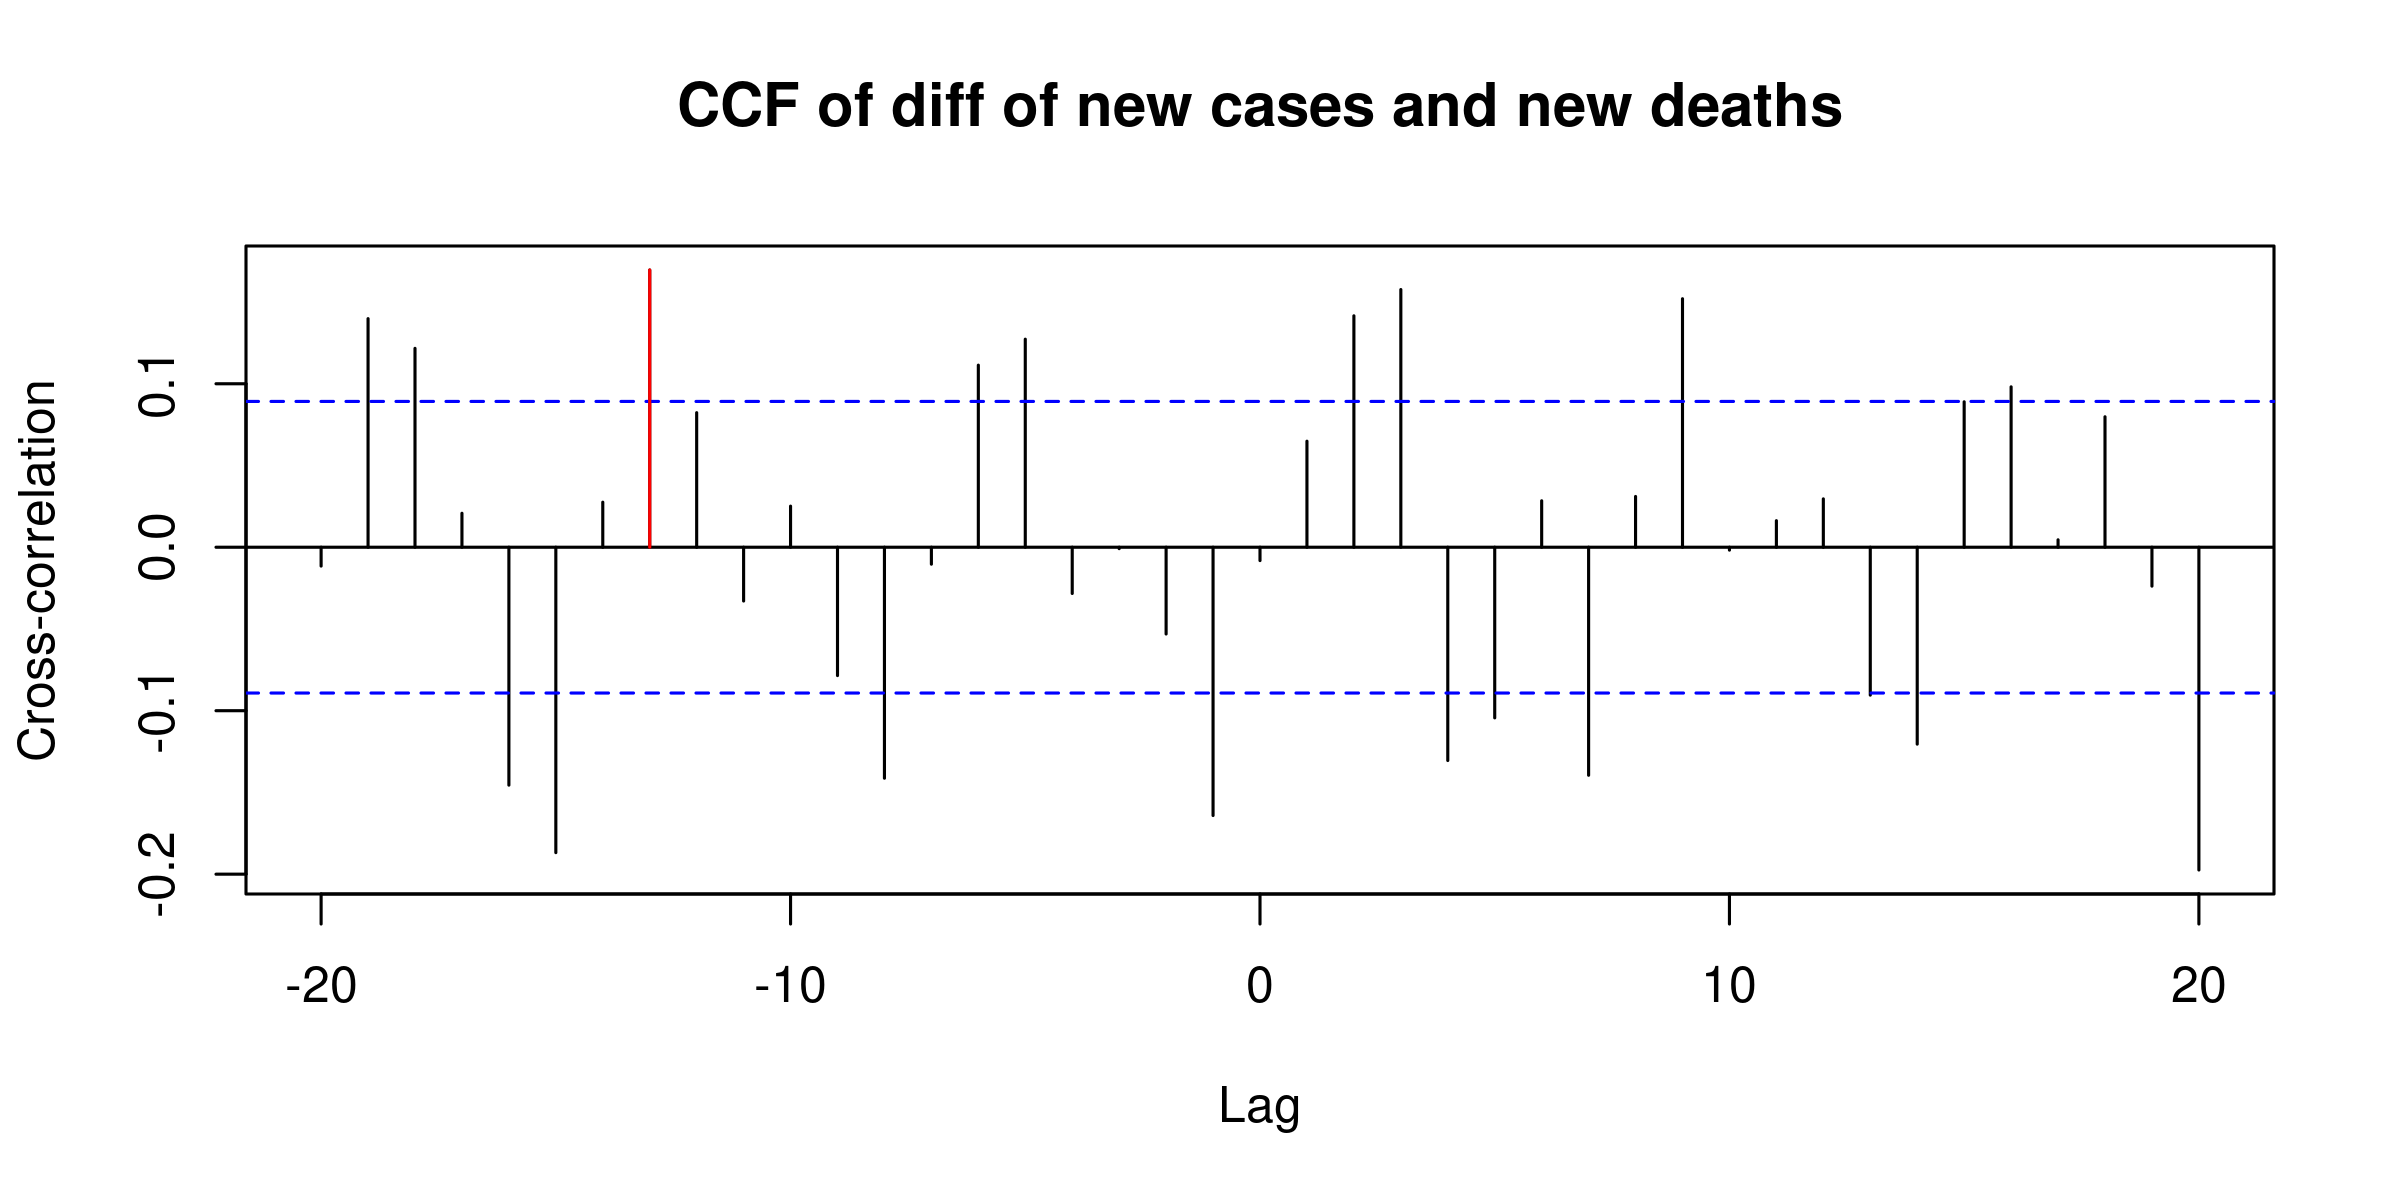 CCF of diff of new cases and new deaths
Cross-correlation
0.1
0.0
-0.1
-0.2
-20 -10 0 10 20
Lag